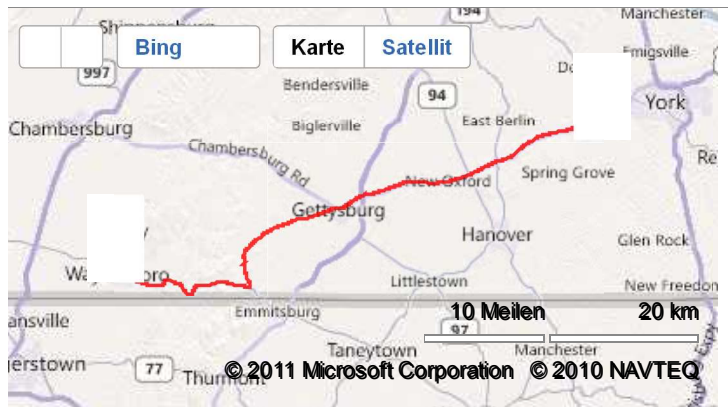 194
Manchester
Bing
Karte
Satellit
Emigsville
997
Bendersville
94
York
Chambersburg
Biglerville
East Berlin
Chambersburg Rd
New Oxford
Spring Grove
Gettysburg
Hanover
Glen Rock
Littlestown
New Freedom
Emmitsburg
10 Meilen
20 km
97
Taneytown
Manchester
77
© 2011 Microsoft Corporation © 2010 NAVTEQ